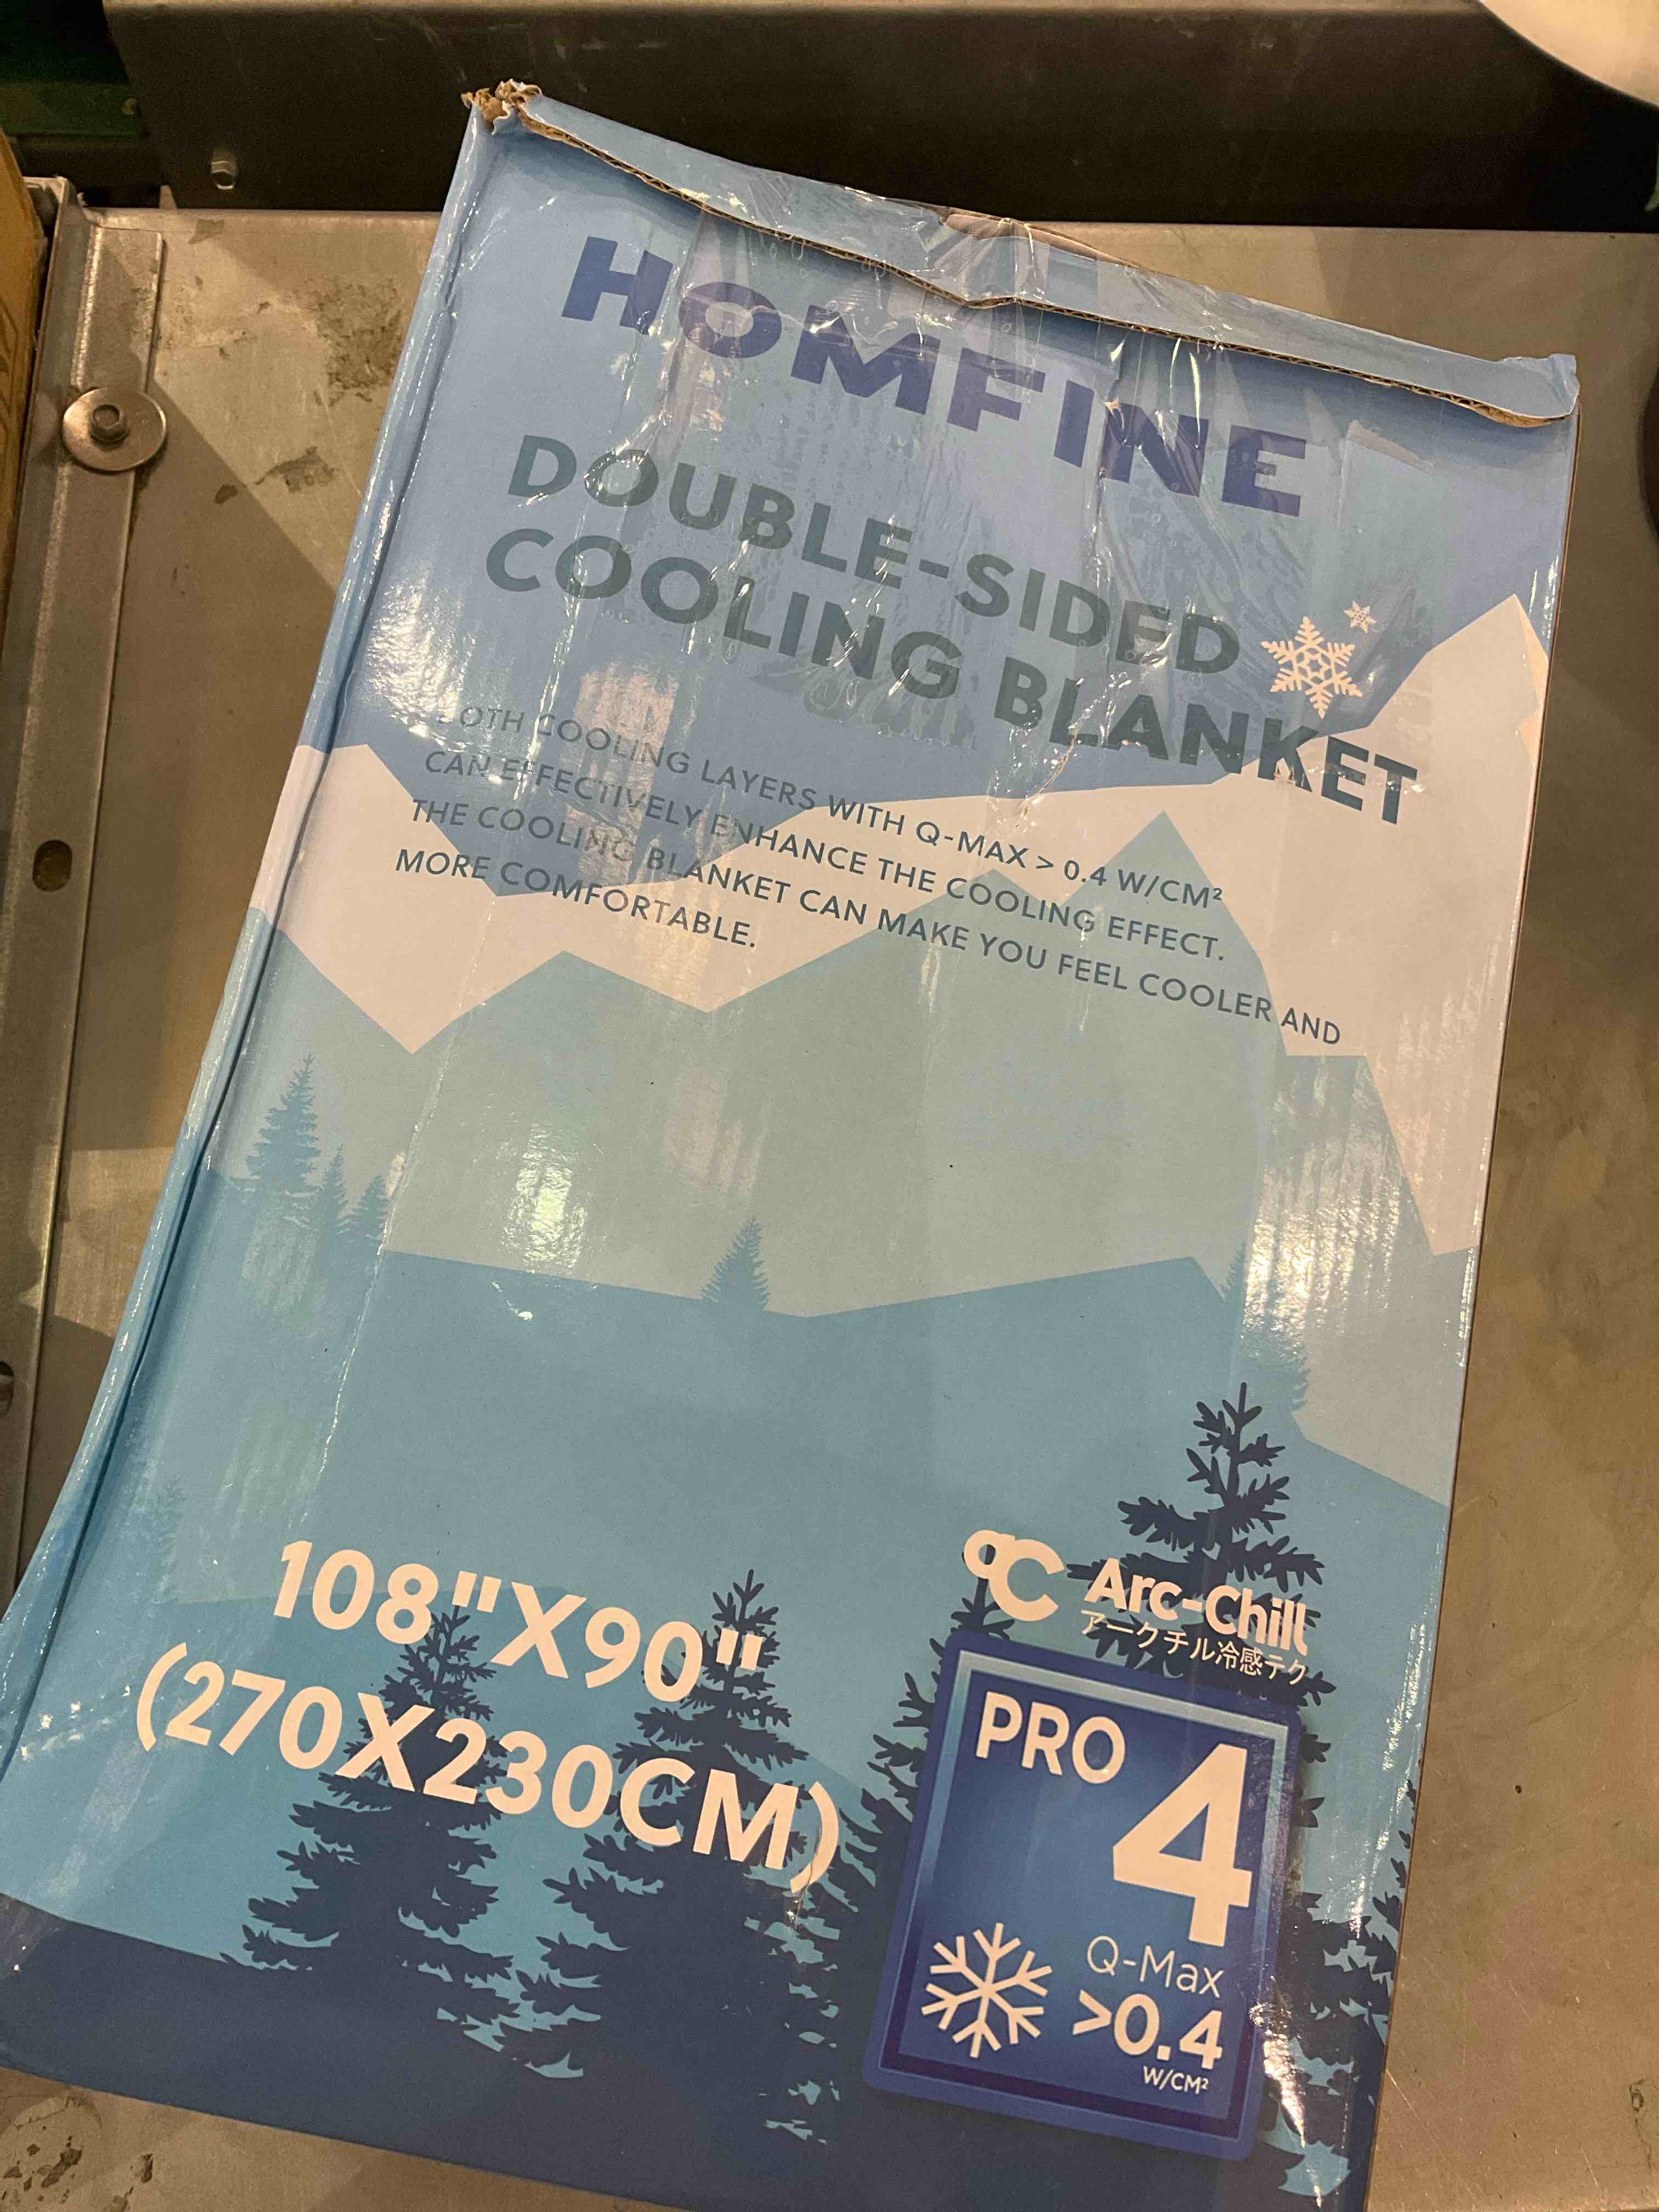 HOMFINE
DOUBLE-SIDED
COOLING BLANKET
BOTH COOLING LAYERS WITH Q-MAX > 0.4 W/CM²
CAN EFFECTIVELY ENHANCE THE COOLING EFFECT.
THE COOLING BLANKET CAN MAKE YOU FEEL COOLER AND
MORE COMFORTABLE.
108"X90"
(270X230CM)
°C Arc-Chill
アークチル冷感テク
PRO 4
Q-Max
>0.4
W/CM²